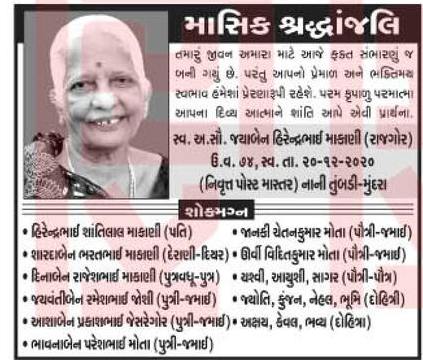 માસિક શ્રદ્ધાંજલિ
તમારું જીવન અમારા માટે આજે ફક્ત સંભારણું જ
બની ગયું છે. પરંતુ આપનો પ્રેમાળ અને ભક્તિમય
સ્વભાવ હંમેશાં પ્રેરણારૂપી રહેશે. પરમ કૃપાળુ પરમાત્મા
આપના દિવ્ય આત્માને શાંતિ આપે એવી પ્રાર્થના.
સ્વ. અ.સૌ. જયાબેન હિરેન્દ્રભાઈ માકાણી (રાજગોર)
ઉ.વ. ૭૪, સ્વ. તા. ૨૦-૧૨-૨૦૨૦
(નિવૃત્ત પોસ્ટ માસ્તર) નાની તુંબડી-મુંદરા
શોકમગ્ન
• હિરેન્દ્રભાઈ શાંતિલાલ માકાણી (પતિ)
• શારદાબેન ભરતભાઈ માકાણી (દેરાણી-દિયર)
• દિનાબેન રાજેશભાઈ માકાણી (પુત્રવધૂ-પુત્ર)
• જયવંતીબેન રમેશભાઈ જોશી (પુત્રી-જમાઈ)
• આશાબેન પ્રકાશભાઈ જેસરેગોર (પુત્રી-જમાઈ)
• ભાવનાબેન પરેશભાઈ મોતા (પુત્રી-જમાઈ)
• જાનકી ચેતનકુમાર મોતા (પૌત્રી-જમાઈ)
• ઊર્વી વિદિતકુમાર મોતા (પૌત્રી-જમાઈ)
• યશ્વી, આયુશી, સાગર (પૌત્રી-પૌત્ર)
• જ્યોતિ, કુંજન, નેહલ, ભૂમિ (દોહિત્રી)
• અક્ષય, કેવલ, ભવ્ય (દોહિત્રા)